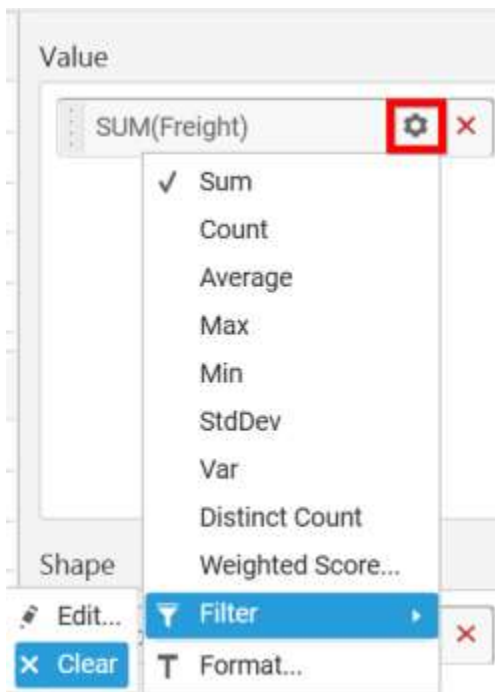 Value
SUM(Freight)
Sum
Count
Average
Max
Min
StdDev
Var
Distinct Count
Weighted Score...
Shape
Filter
Edit...
Clear
Format...